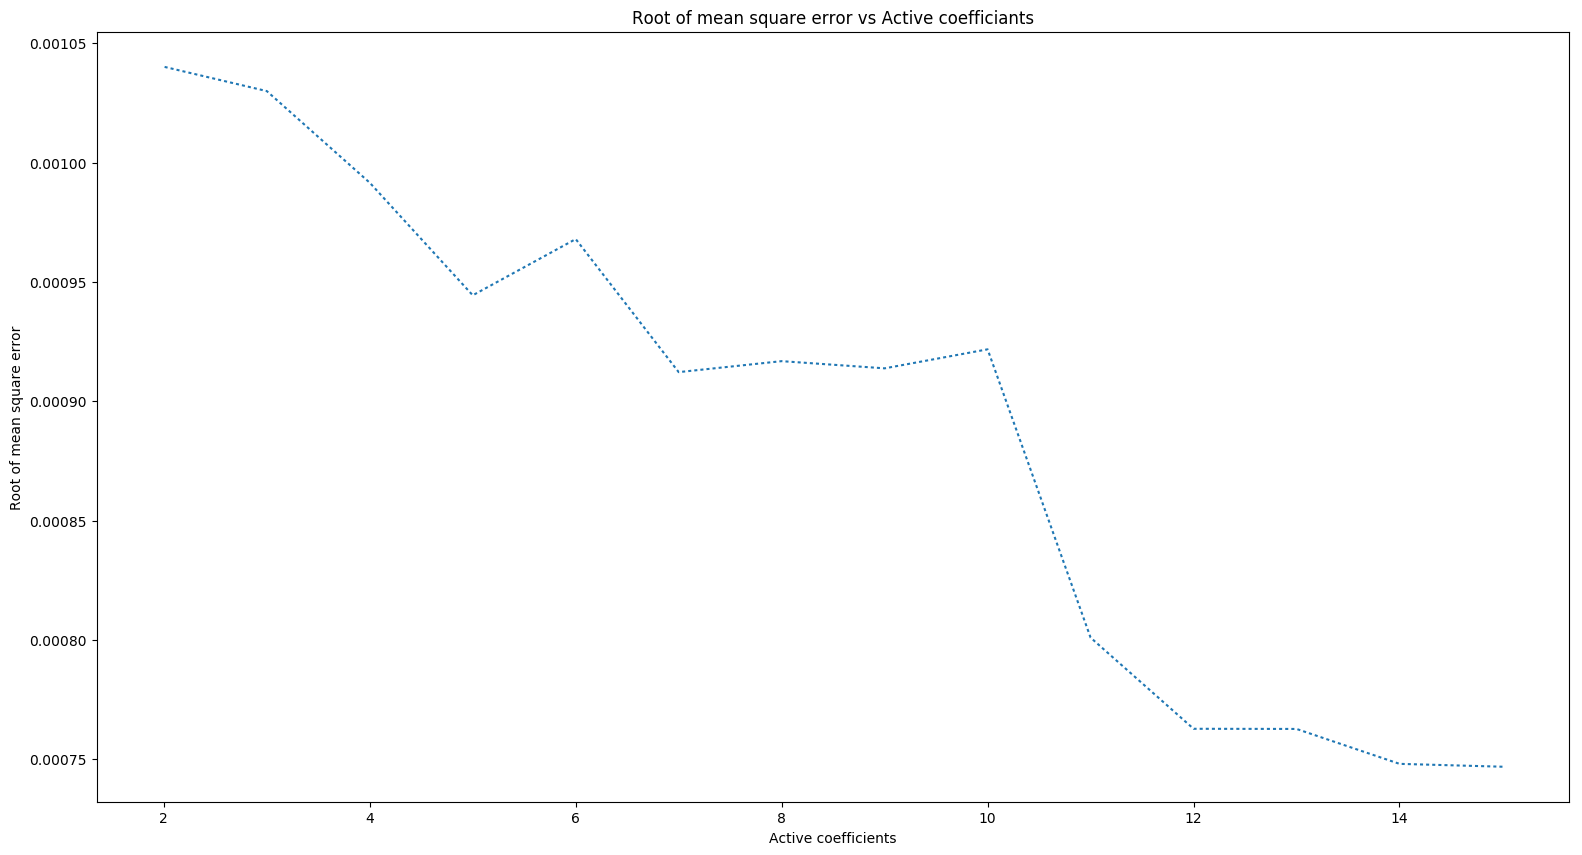 Root of mean square error vs Active coefficiants
0.00105
0.00100
0.00095
0.00090
0.00085
0.00080
0.00075
Root of mean square error
2 4 6 8 10 12 14
Active coefficients